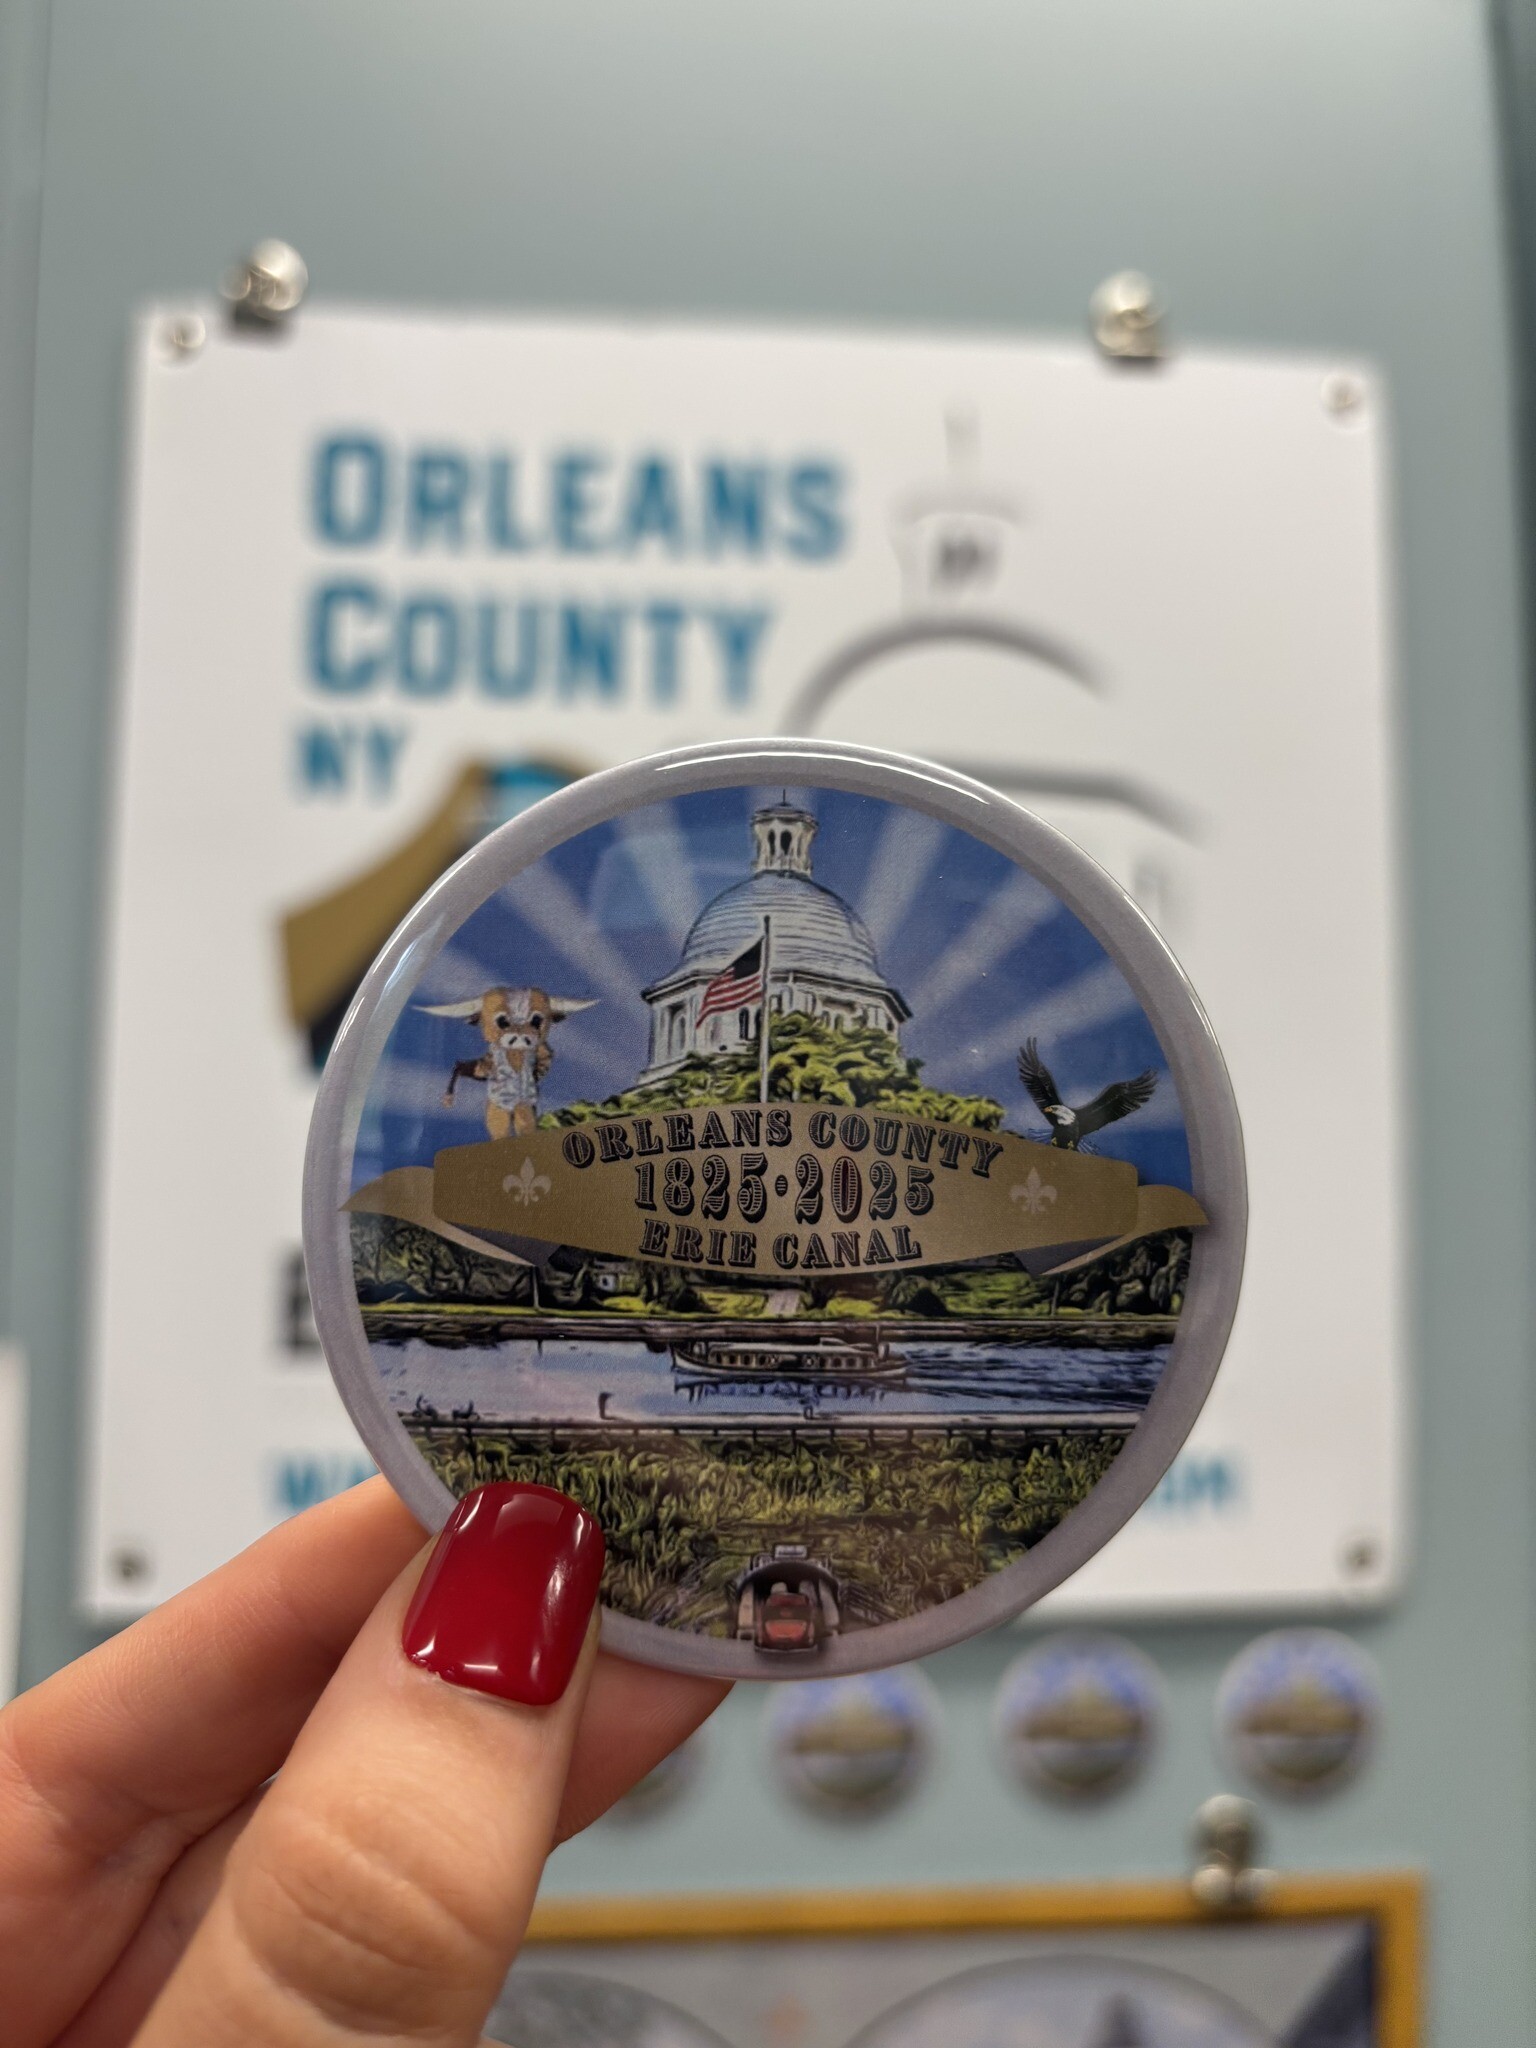 ORLEANS
COUNTY
NY
ORLEANS COUNTY
1825·2025
ERIE CANAL